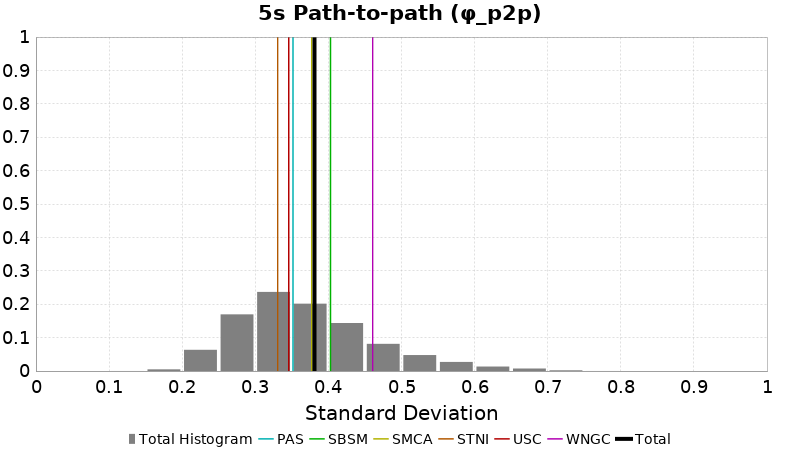 5s Path-to-path (φ_p2p)
1
0.9
0.8
0.7
0.6
0.5
0.4
0.3
0.2
0.1
0
0 0.1 0.2 0.3 0.4 0.5 0.6 0.7 0.8 0.9 1
Standard Deviation
Total Histogram PAS SBSM SMCA STNI USC WNGC Total